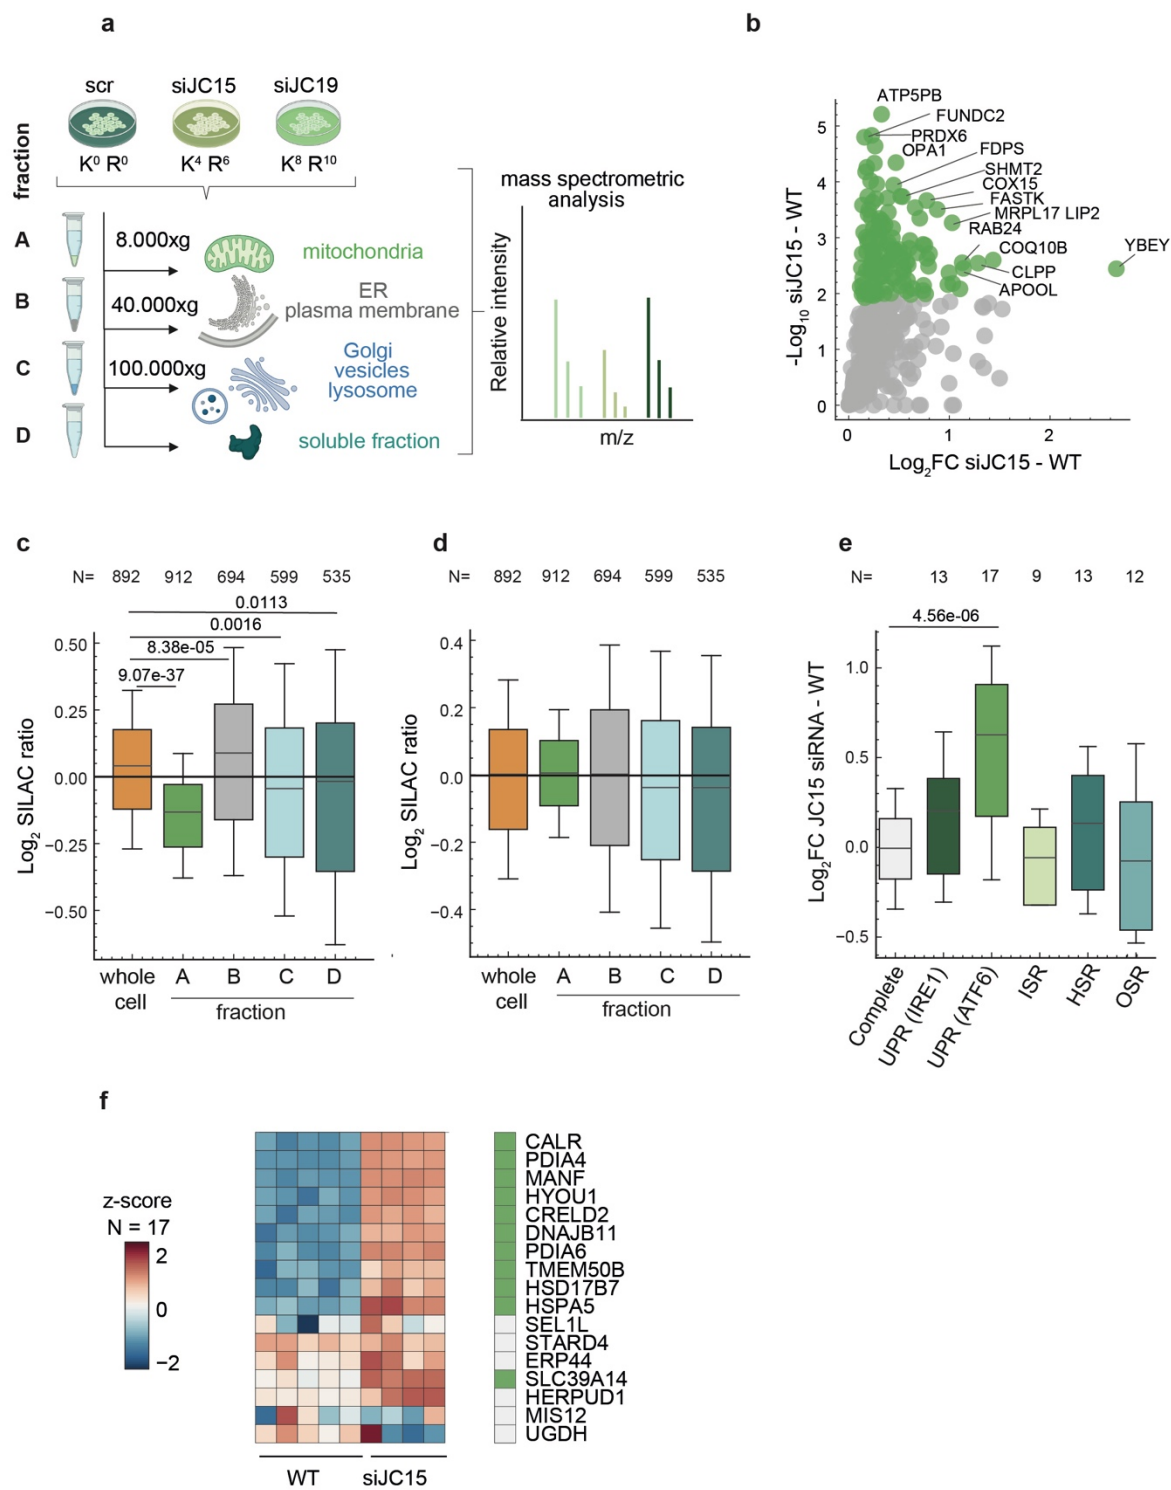 a
scr
siJC15
siJC19
K⁰ R⁰
K⁴ R⁶
K⁸ R¹⁰
fraction
A
8.000xg
mitochondria
B
40.000xg
ER
plasma membrane
C
100.000xg
Golgi
vesicles
lysosome
D
soluble fraction
mass spectrometric
analysis
Relative intensity
m/z
b
-Log₁₀ siJC15 - WT
5
4
3
2
1
0
ATP5PB
FUNDC2
PRDX6
OPA1
FDPS
SHMT2
COX15
FASTK
MRPL17 LIP2
RAB24
COQ10B
YBEY
CLPP
APOOL
0
1
2
Log₂FC siJC15 - WT
c
N= 892 912 694 599 535
0.0113
0.0016
8.38e-05
9.07e-37
Log₂ SILAC ratio
0.50
0.25
0.00
−0.25
−0.50
whole
cell
A B C D
fraction
d
N= 892 912 694 599 535
Log₂ SILAC ratio
0.4
0.2
0.0
−0.2
−0.4
whole
cell
A B C D
fraction
e
N= 13 17 9 13 12
4.56e-06
Log₂FC JC15 siRNA - WT
1.0
0.5
0.0
−0.5
Complete
UPR (IRE1)
UPR (ATF6)
ISR
HSR
OSR
f
z-score
N = 17
2
0
−2
CALR
PDIA4
MANF
HYOU1
CRELD2
DNAJB11
PDIA6
TMEM50B
HSD17B7
HSPA5
SEL1L
STARD4
ERP44
SLC39A14
HERPUD1
MIS12
UGDH
WT
siJC15